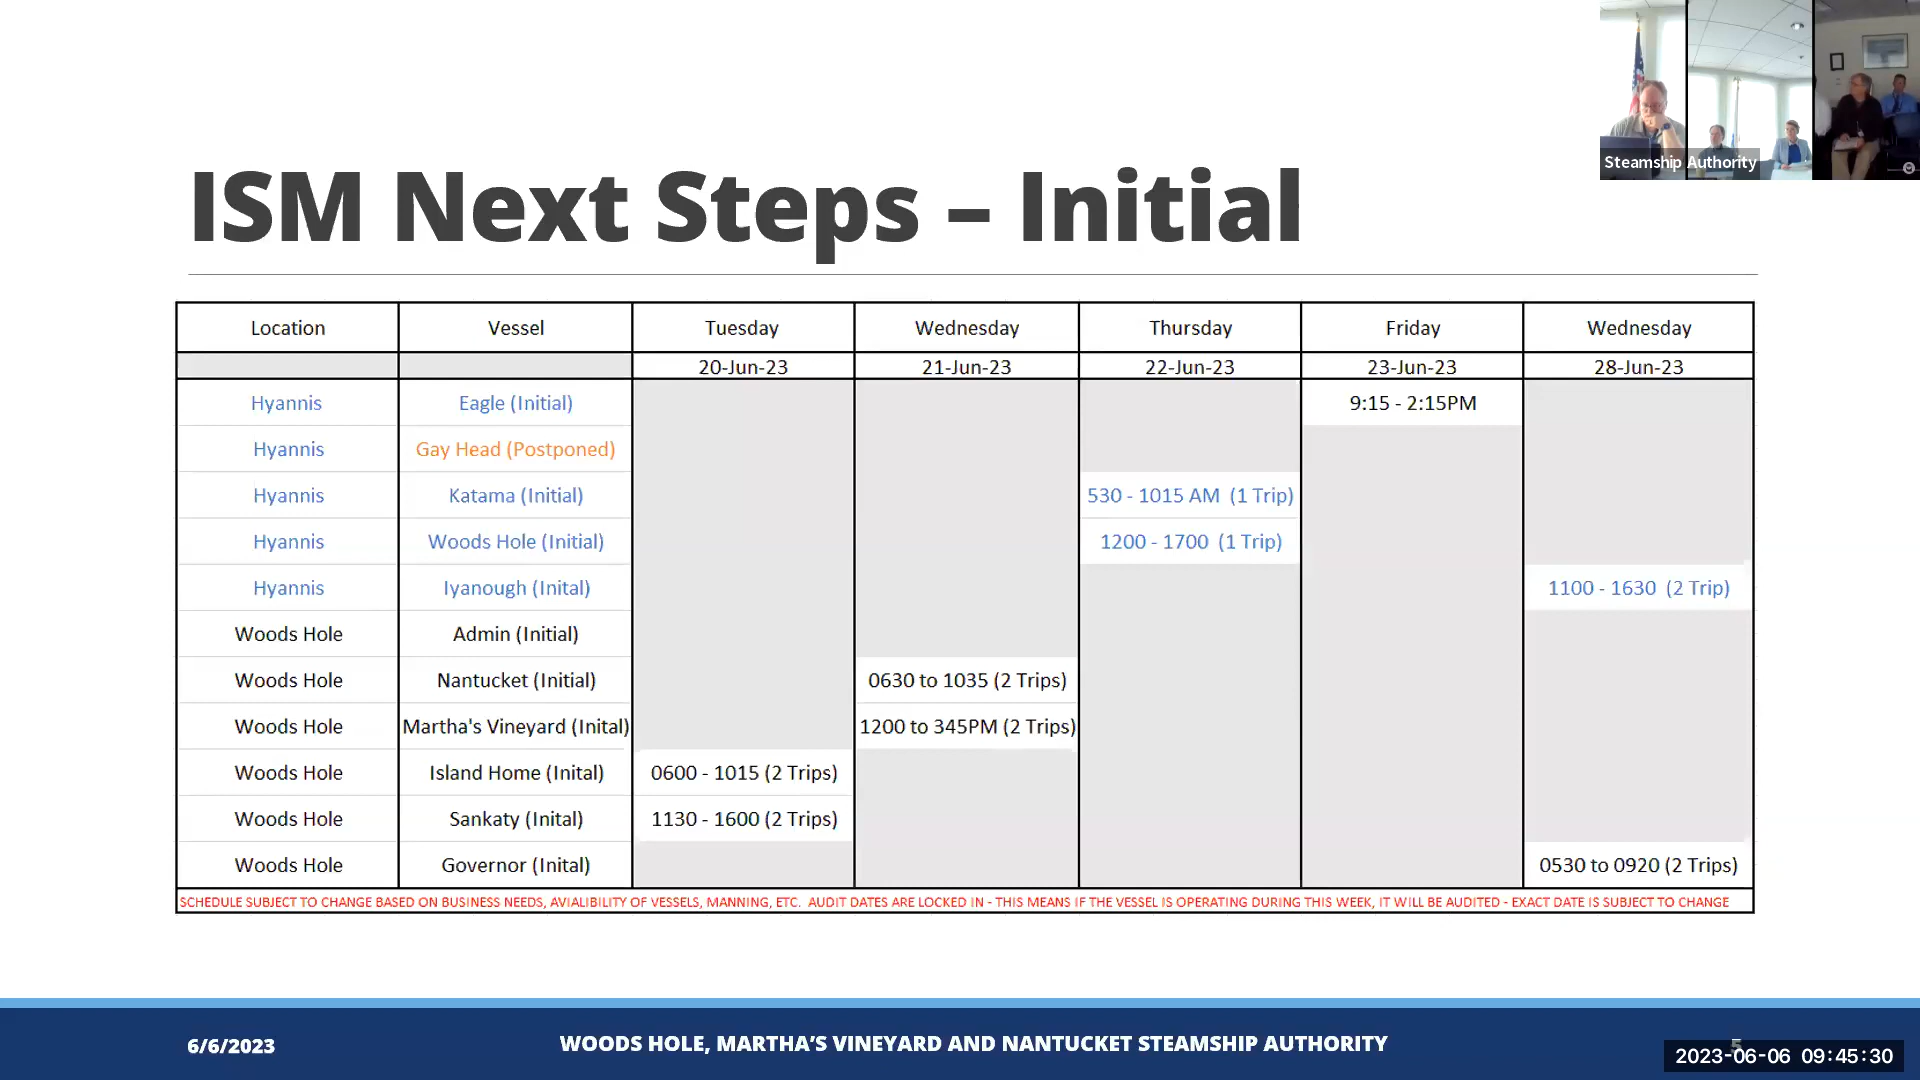 Steamship Authority
ISM Next Steps – Initial
Location Vessel Tuesday Wednesday Thursday Friday Wednesday
20-Jun-23 21-Jun-23 22-Jun-23 23-Jun-23 28-Jun-23
Hyannis Eagle (Initial) 9:15 - 2:15PM
Hyannis Gay Head (Postponed)
Hyannis Katama (Initial) 530 - 1015 AM (1 Trip)
Hyannis Woods Hole (Initial) 1200 - 1700 (1 Trip)
Hyannis Iyanough (Inital) 1100 - 1630 (2 Trip)
Woods Hole Admin (Initial)
Woods Hole Nantucket (Initial) 0630 to 1035 (2 Trips)
Woods Hole Martha's Vineyard (Inital) 1200 to 345PM (2 Trips)
Woods Hole Island Home (Inital) 0600 - 1015 (2 Trips)
Woods Hole Sankaty (Inital) 1130 - 1600 (2 Trips)
Woods Hole Governor (Inital) 0530 to 0920 (2 Trips)
SCHEDULE SUBJECT TO CHANGE BASED ON BUSINESS NEEDS, AVIALIBILITY OF VESSELS, MANNING, ETC. AUDIT DATES ARE LOCKED IN - THIS MEANS IF THE VESSEL IS OPERATING DURING THIS WEEK, IT WILL BE AUDITED - EXACT DATE IS SUBJECT TO CHANGE
6/6/2023 WOODS HOLE, MARTHA’S VINEYARD AND NANTUCKET STEAMSHIP AUTHORITY 5
2023-06-06 09:45:30